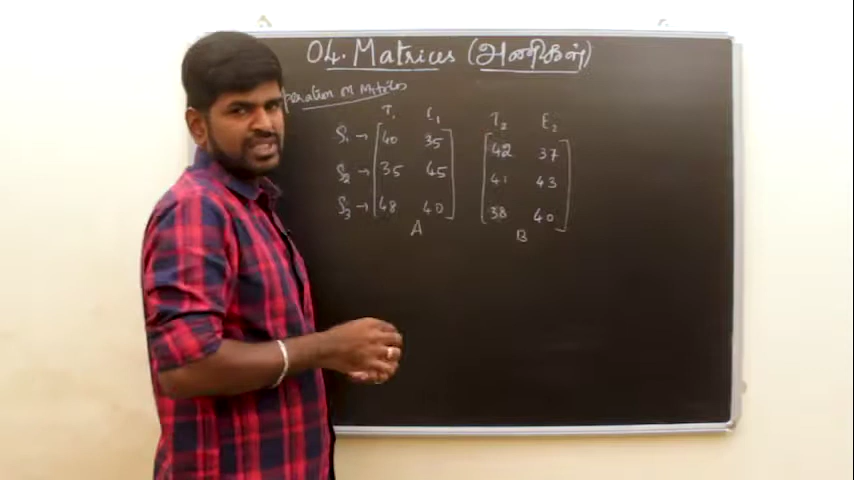 04. Matrices (அணிகள்)
Operation on Matrices
T₁ E₁ T₂ E₂
S₁ → 40 35 42 37
S₂ → 35 45 41 43
S₃ → 48 40 38 40
A B